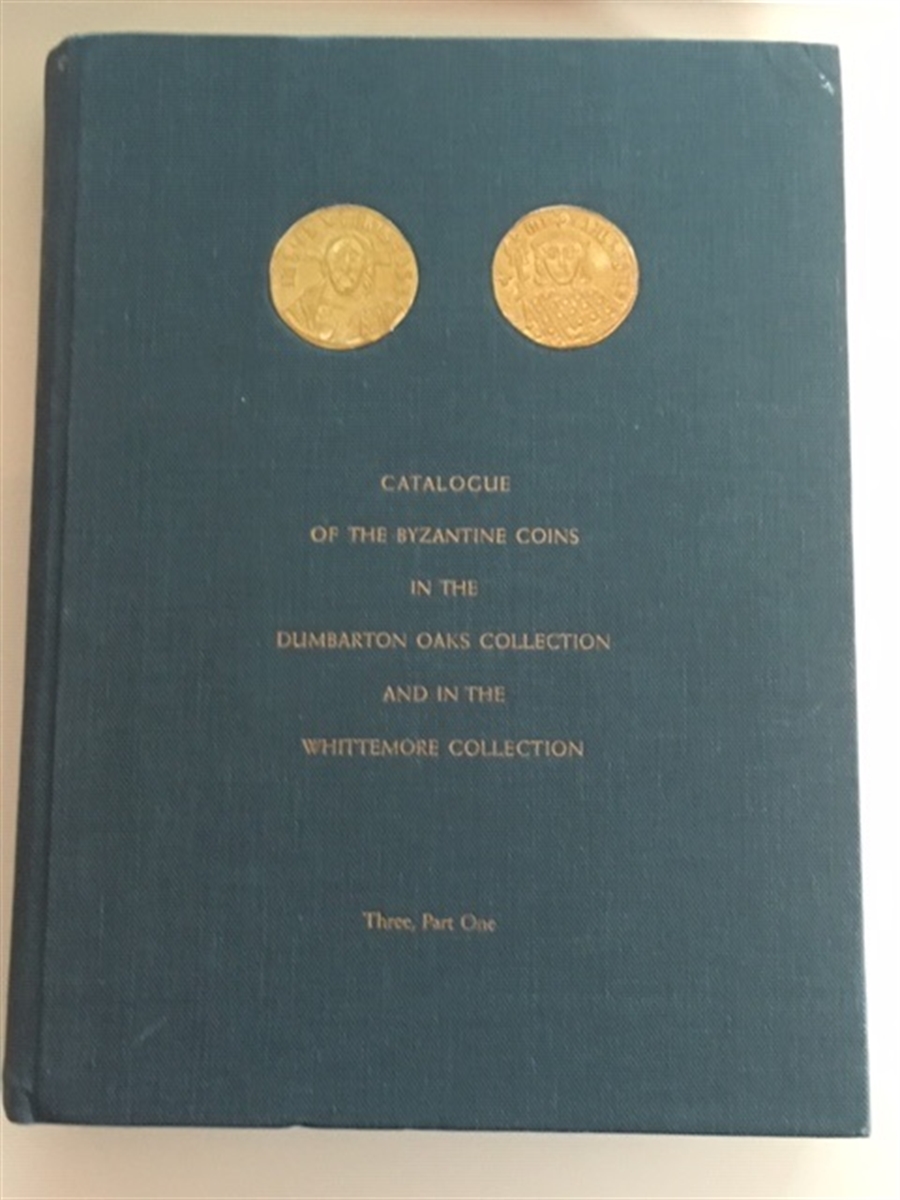 CATALOGUE
OF THE BYZANTINE COINS
IN THE
DUMBARTON OAKS COLLECTION
AND IN THE
WHITTEMORE COLLECTION
Three, Part One